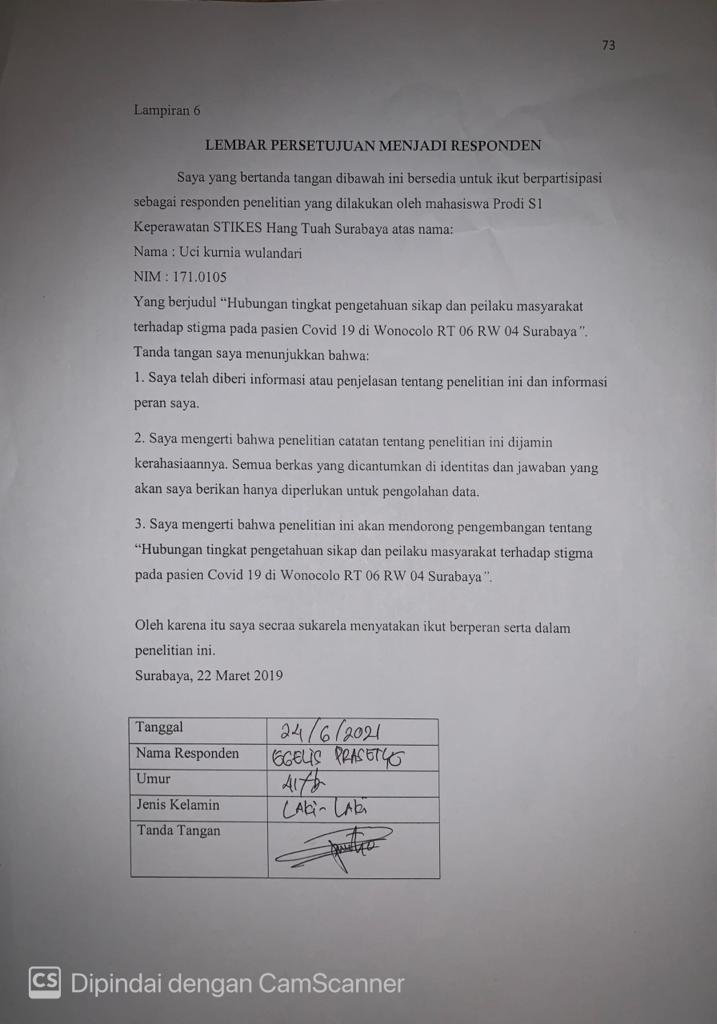 73
Lampiran 6
LEMBAR PERSETUJUAN MENJADI RESPONDEN
Saya yang bertanda tangan dibawah ini bersedia untuk ikut berpartisipasi
sebagai responden penelitian yang dilakukan oleh mahasiswa Prodi S1
Keperawatan STIKES Hang Tuah Surabaya atas nama:
Nama : Uci kurnia wulandari
NIM : 171.0105
Yang berjudul “Hubungan tingkat pengetahuan sikap dan peilaku masyarakat
terhadap stigma pada pasien Covid 19 di Wonocolo RT 06 RW 04 Surabaya”.
Tanda tangan saya menunjukkan bahwa:
1. Saya telah diberi informasi atau penjelasan tentang penelitian ini dan informasi
peran saya.
2. Saya mengerti bahwa penelitian catatan tentang penelitian ini dijamin
kerahasiaannya. Semua berkas yang dicantumkan di identitas dan jawaban yang
akan saya berikan hanya diperlukan untuk pengolahan data.
3. Saya mengerti bahwa penelitian ini akan mendorong pengembangan tentang
“Hubungan tingkat pengetahuan sikap dan peilaku masyarakat terhadap stigma
pada pasien Covid 19 di Wonocolo RT 06 RW 04 Surabaya”.
Oleh karena itu saya secraa sukarela menyatakan ikut berperan serta dalam
penelitian ini.
Surabaya, 22 Maret 2019
Tanggal 24/6/2021
Nama Responden EGELIS PRASETYO
Umur 41 th
Jenis Kelamin LAki-LAki
Tanda Tangan
CS Dipindai dengan CamScanner